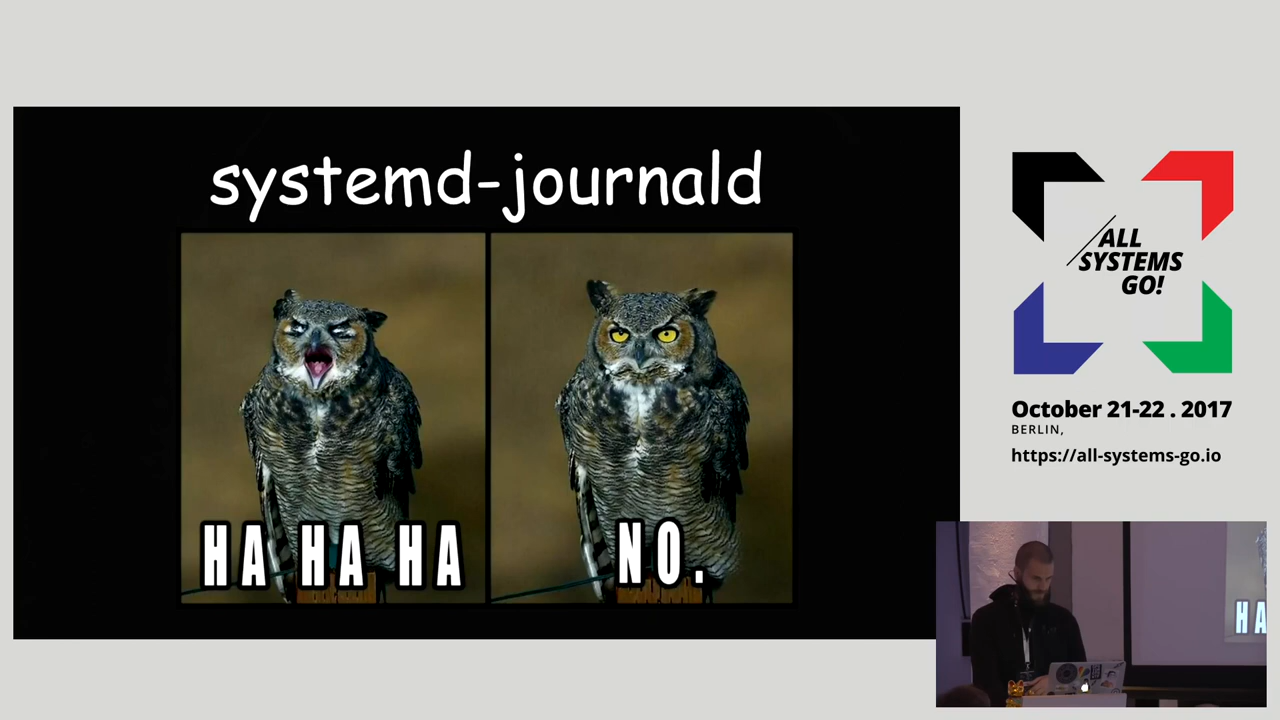 systemd-journald
HA HA HA
NO.
ALL
SYSTEMS
GO!
October 21-22 . 2017
BERLIN,
https://all-systems-go.io
HA